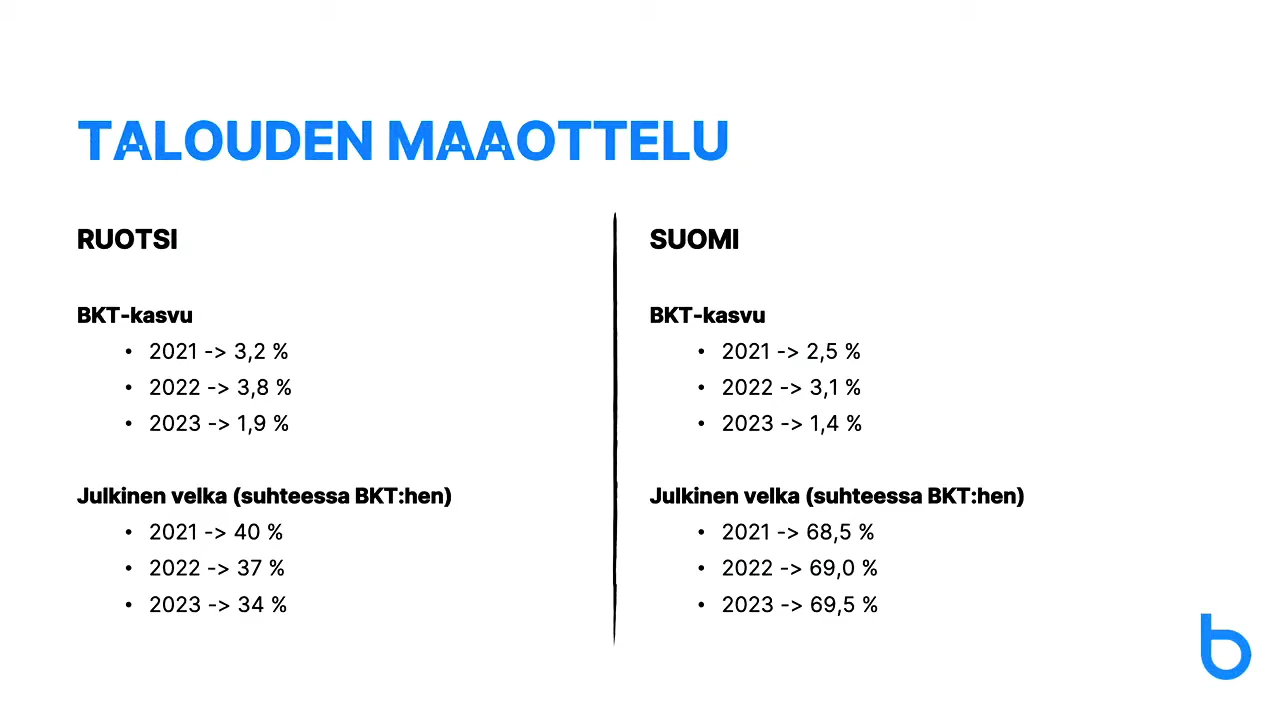 TALOUDEN MAAOTTELU
RUOTSI
BKT-kasvu
• 2021 -> 3,2 %
• 2022 -> 3,8 %
• 2023 -> 1,9 %
Julkinen velka (suhteessa BKT:hen)
• 2021 -> 40 %
• 2022 -> 37 %
• 2023 -> 34 %
SUOMI
BKT-kasvu
• 2021 -> 2,5 %
• 2022 -> 3,1 %
• 2023 -> 1,4 %
Julkinen velka (suhteessa BKT:hen)
• 2021 -> 68,5 %
• 2022 -> 69,0 %
• 2023 -> 69,5 %
b